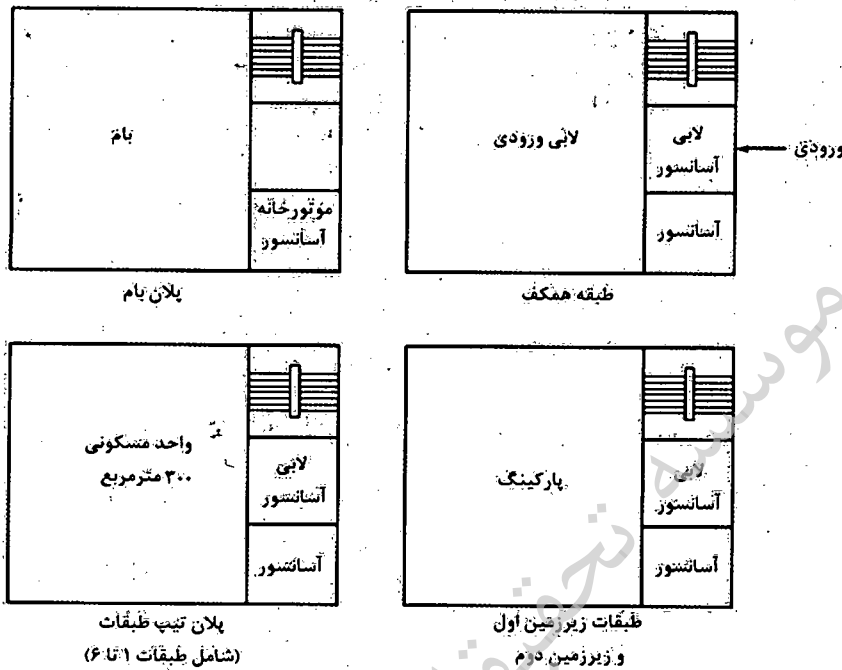 لابی ورودی
لابی
آسانسور
ورودی
آسانسور
طبقه همکف
بام
موتورخانه
آسانسور
پلان بام
پارکینگ
لابی
آسانسور
آسانسور
طبقات زیرزمین اول
و زیرزمین دوم
واحد مسکونی
۳۰۰ مترمربع
لابی
آسانسور
آسانسور
پلان تیپ طبقات
(شامل طبقات ۱ تا ۶)
موسسه